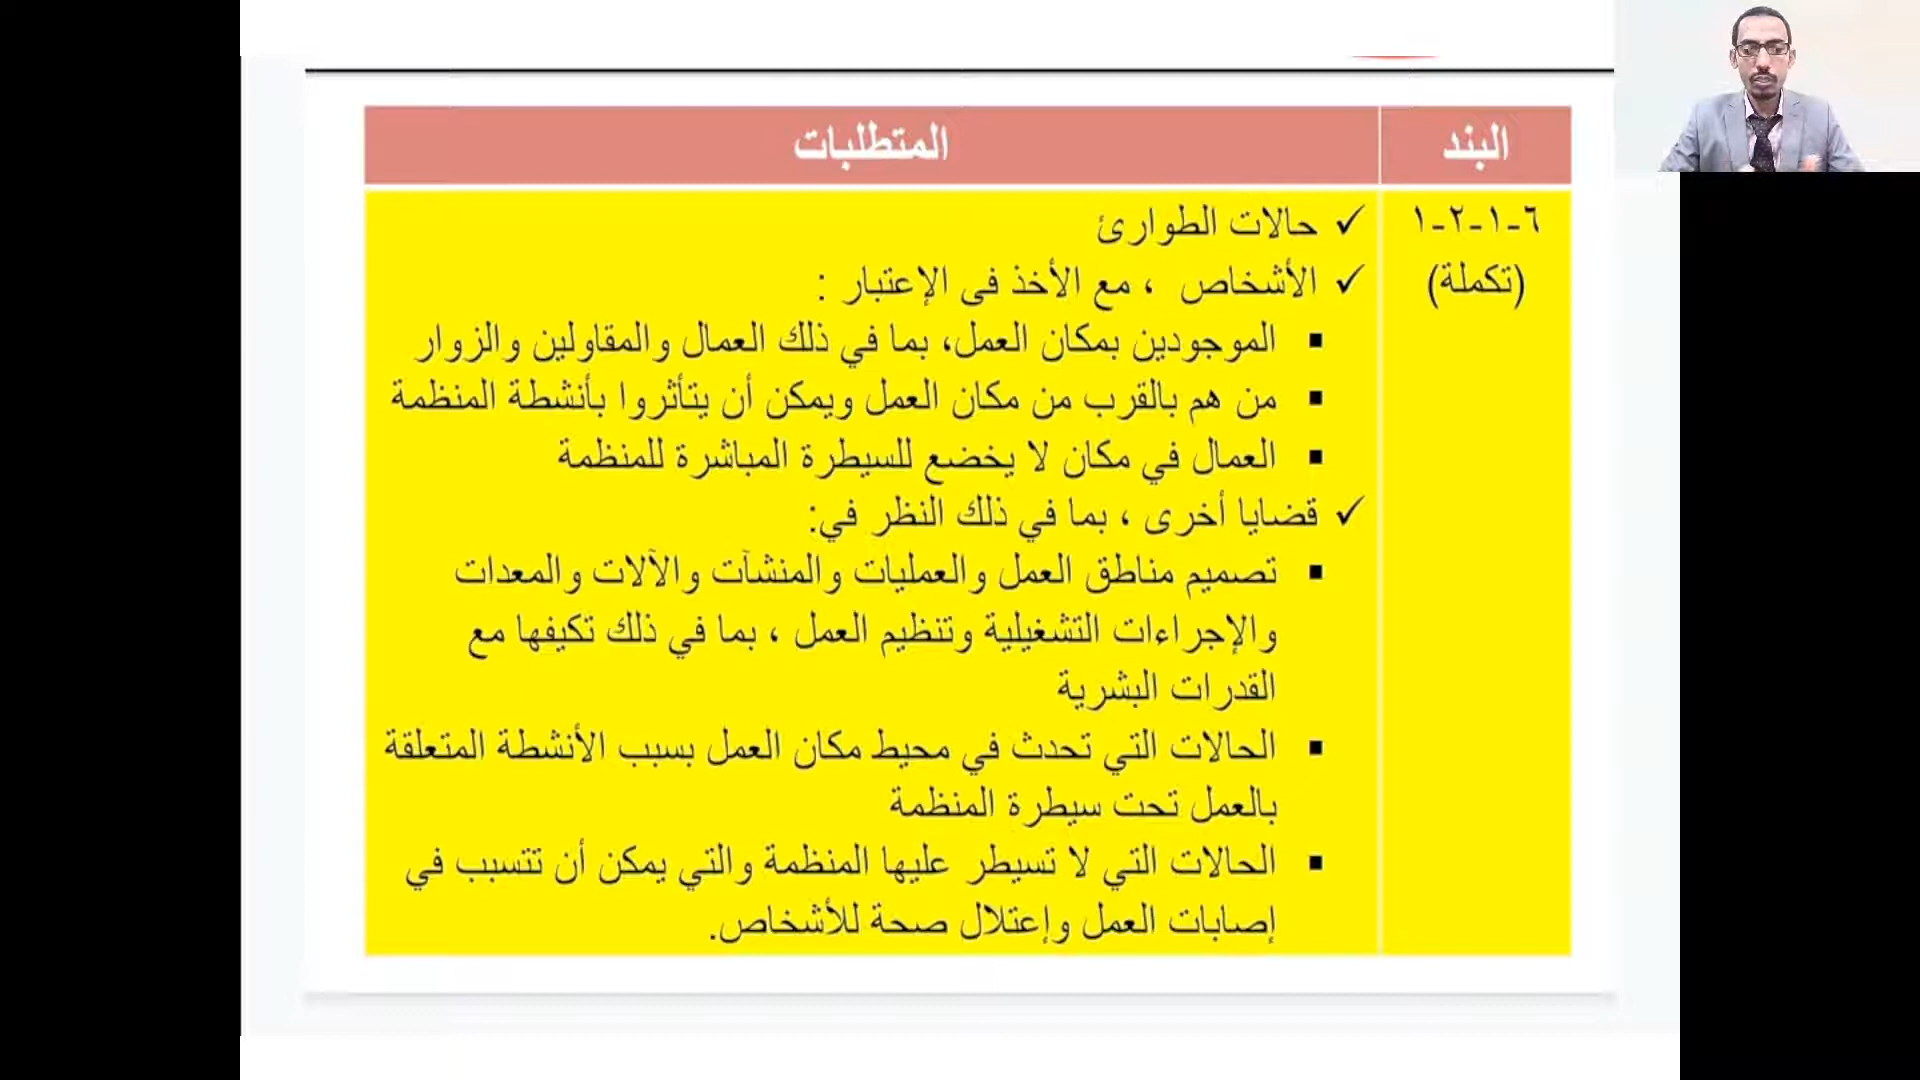 البند
المتطلبات
٦-١-٢-١
(تكملة)
✓ حالات الطوارئ
✓ الأشخاص ، مع الأخذ فى الإعتبار :
▪ الموجودين بمكان العمل، بما في ذلك العمال والمقاولين والزوار
▪ من هم بالقرب من مكان العمل ويمكن أن يتأثروا بأنشطة المنظمة
▪ العمال في مكان لا يخضع للسيطرة المباشرة للمنظمة
✓ قضايا أخرى ، بما في ذلك النظر في:
▪ تصميم مناطق العمل والعمليات والمنشآت والآلات والمعدات
والإجراءات التشغيلية وتنظيم العمل ، بما في ذلك تكيفها مع
القدرات البشرية
▪ الحالات التي تحدث في محيط مكان العمل بسبب الأنشطة المتعلقة
بالعمل تحت سيطرة المنظمة
▪ الحالات التي لا تسيطر عليها المنظمة والتي يمكن أن تتسبب في
إصابات العمل وإعتلال صحة للأشخاص.